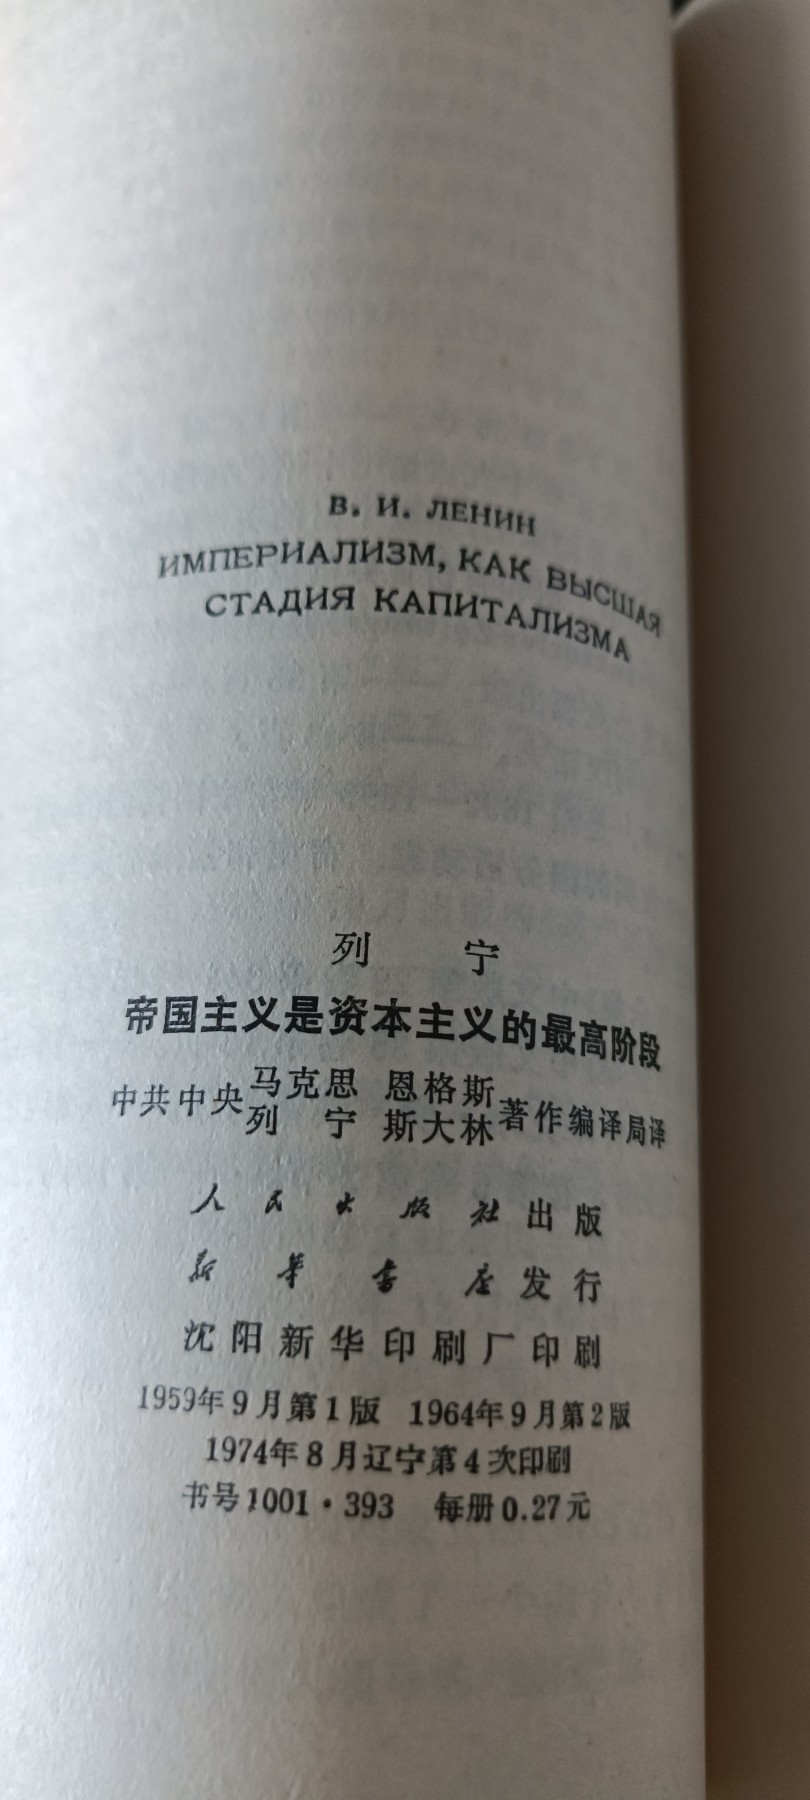 В. И. ЛЕНИН
ИМПЕРИАЛИЗМ, КАК ВЫСШАЯ
СТАДИЯ КАПИТАЛИЗМА
列 宁
帝国主义是资本主义的最高阶段
中共中央马克思 恩格斯
列 宁 斯大林著作编译局译
人民出版社出版
新华书店发行
沈阳新华印刷厂印刷
1959年9月第1版 1964年9月第2版
1974年8月辽宁第4次印刷
书号1001·393 每册0.27元